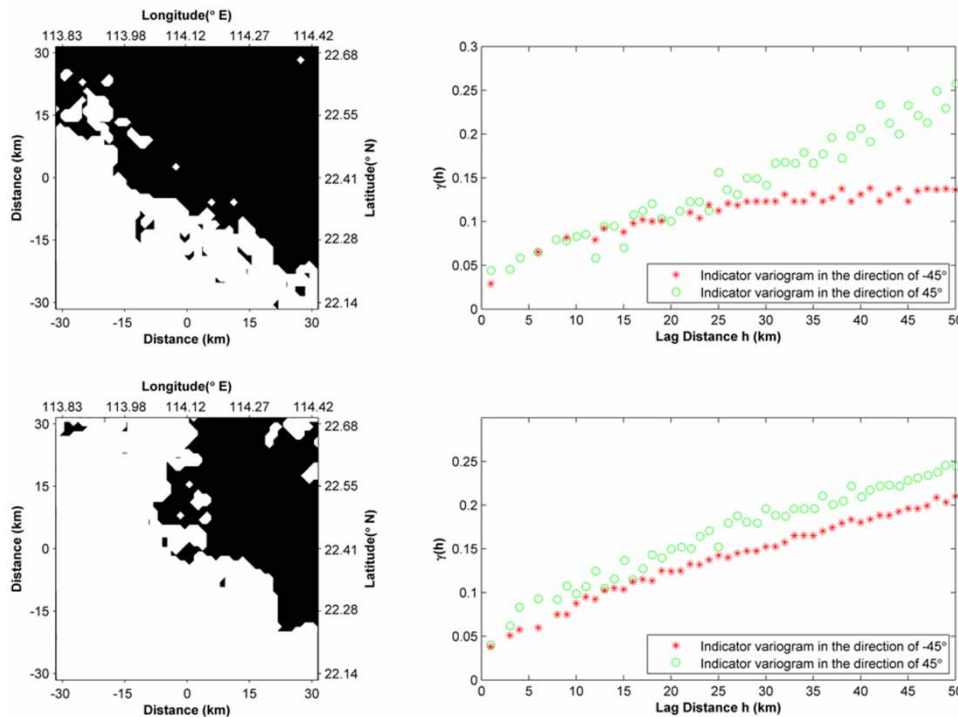 Longitude(° E)
113.83 113.98 114.12 114.27 114.42
30
15
0
-15
-30
Distance (km)
22.68
22.55
22.41
22.28
22.14
Latitude(° N)
-30 -15 0 15 30
Distance (km)
0.3
0.25
0.2
0.15
0.1
0.05
0
γ(h)
Indicator variogram in the direction of -45°
Indicator variogram in the direction of 45°
0 5 10 15 20 25 30 35 40 45 50
Lag Distance h (km)
Longitude(° E)
113.83 113.98 114.12 114.27 114.42
30
15
0
-15
-30
Distance (km)
22.68
22.55
22.41
22.28
22.14
Latitude(° N)
-30 -15 0 15 30
Distance (km)
0.25
0.2
0.15
0.1
0.05
0
γ(h)
Indicator variogram in the direction of -45°
Indicator variogram in the direction of 45°
0 5 10 15 20 25 30 35 40 45 50
Lag Distance h (km)